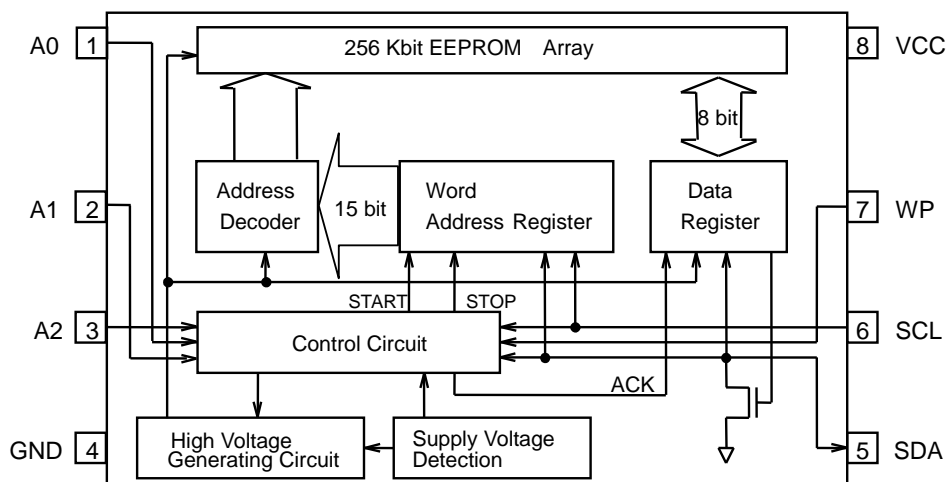 A0 1
256 Kbit EEPROM Array
8 VCC
8 bit
A1 2
Address
Decoder
15 bit
Word
Address Register
Data
Register
7 WP
START STOP
A2 3
Control Circuit
6 SCL
ACK
GND 4
High Voltage
Generating Circuit
Supply Voltage
Detection
5 SDA